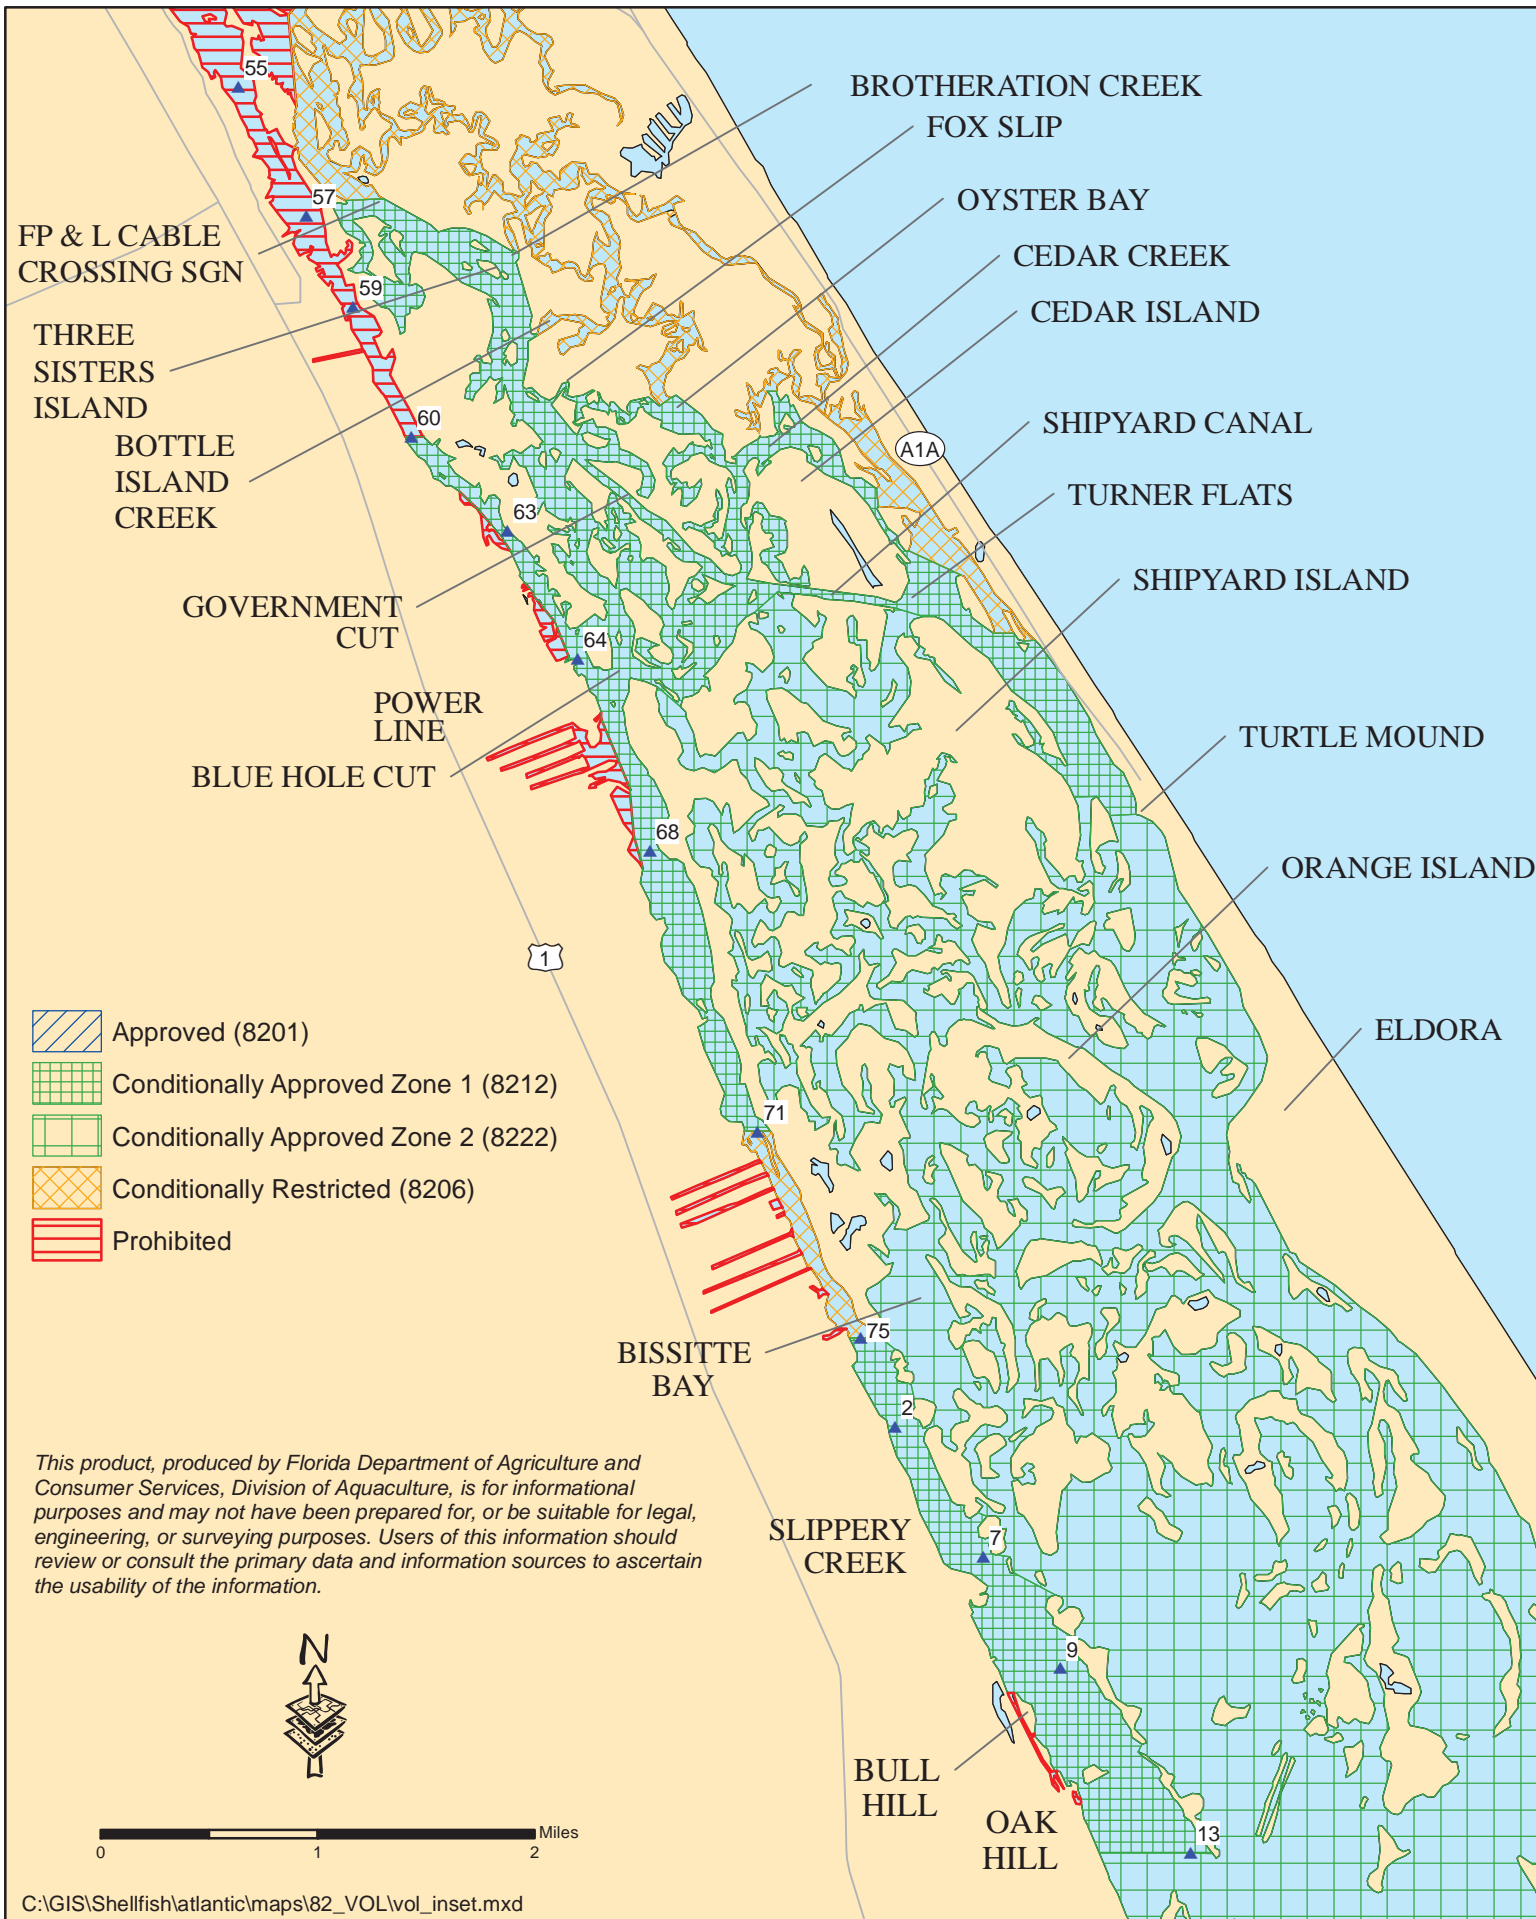 55
BROTHERATION CREEK
FOX SLIP
57
OYSTER BAY
FP & L CABLE
CROSSING SGN
CEDAR CREEK
59
CEDAR ISLAND
THREE
SISTERS
ISLAND
60
SHIPYARD CANAL
BOTTLE
ISLAND
CREEK
A1A
TURNER FLATS
63
SHIPYARD ISLAND
GOVERNMENT
CUT
64
POWER
LINE
TURTLE MOUND
BLUE HOLE CUT
68
ORANGE ISLAND
1
ELDORA
Approved (8201)
Conditionally Approved Zone 1 (8212)
Conditionally Approved Zone 2 (8222)
Conditionally Restricted (8206)
Prohibited
71
75
BISSITTE
BAY
2
This product, produced by Florida Department of Agriculture and
Consumer Services, Division of Aquaculture, is for informational
purposes and may not have been prepared for, or be suitable for legal,
engineering, or surveying purposes. Users of this information should
review or consult the primary data and information sources to ascertain
the usability of the information.
SLIPPERY
CREEK
7
N
9
BULL
HILL
OAK
HILL
13
Miles
0 1 2
C:\GIS\Shellfish\atlantic\maps\82_VOL\vol_inset.mxd